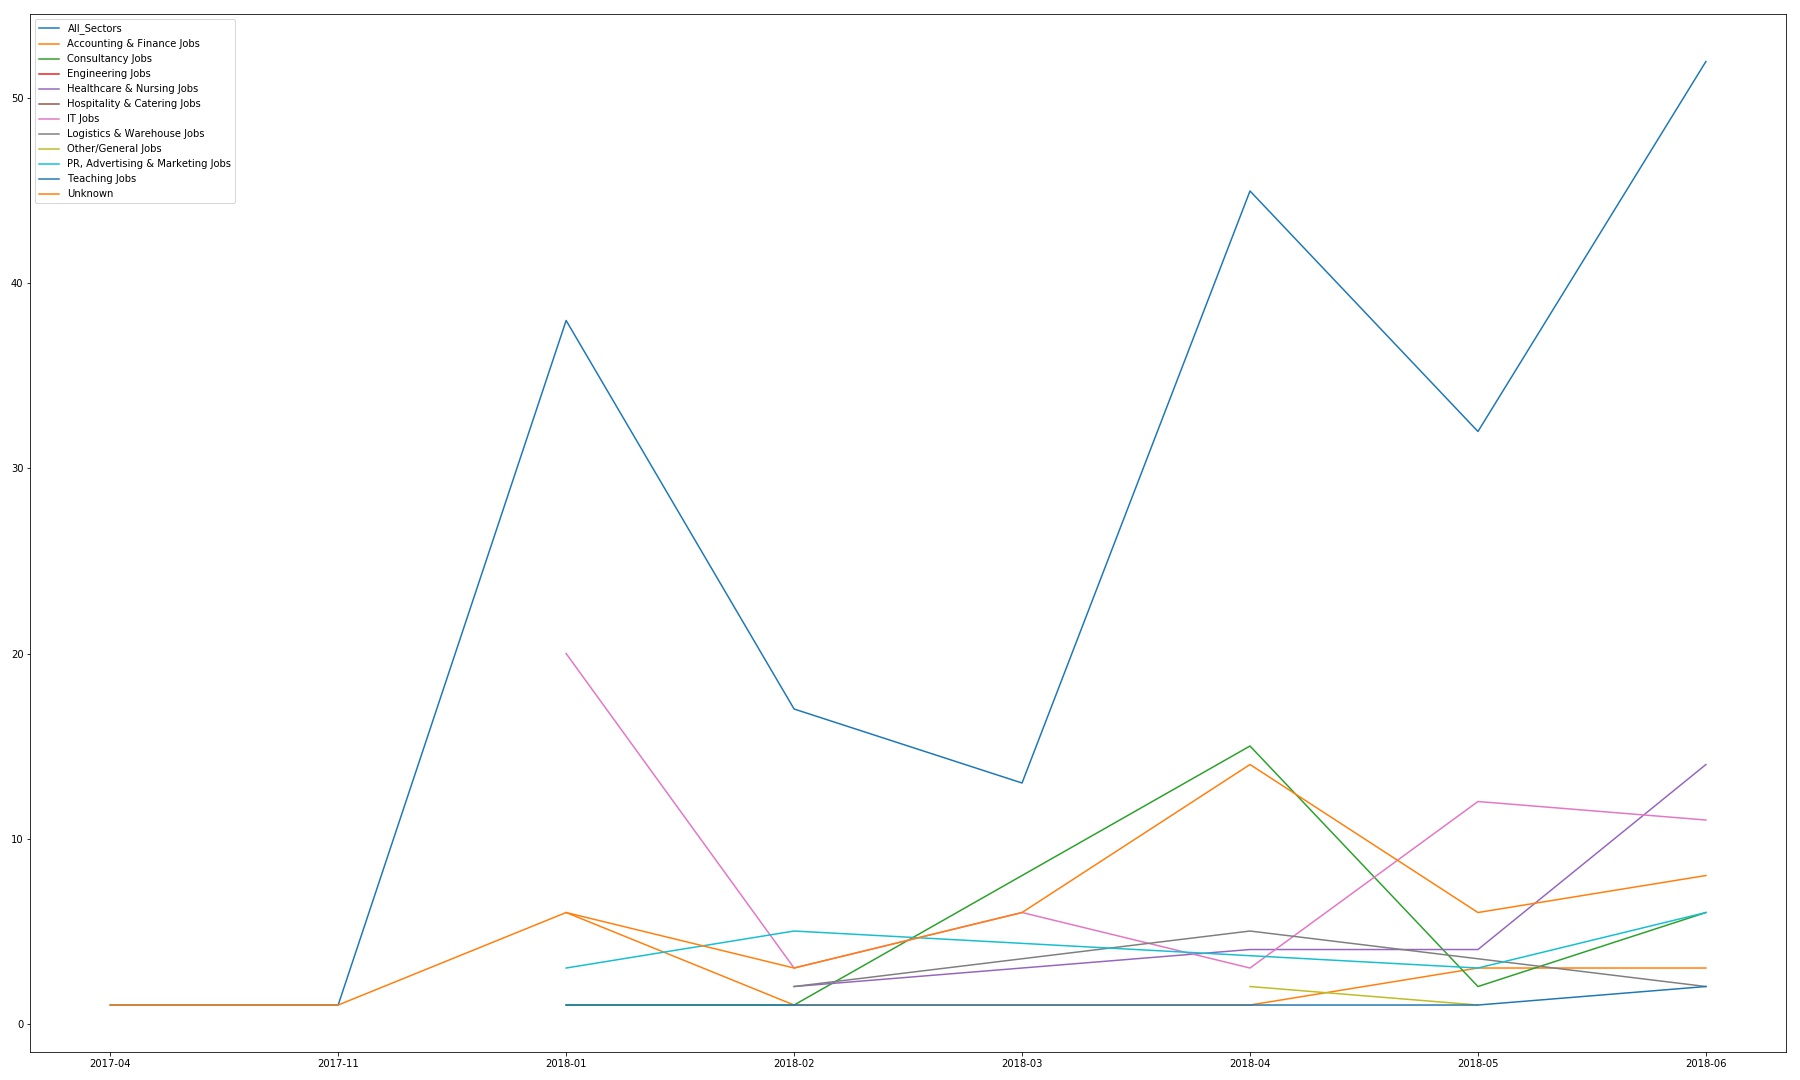 All_Sectors
Accounting & Finance Jobs
Consultancy Jobs
Engineering Jobs
Healthcare & Nursing Jobs
Hospitality & Catering Jobs
IT Jobs
Logistics & Warehouse Jobs
Other/General Jobs
PR, Advertising & Marketing Jobs
Teaching Jobs
Unknown
50
40
30
20
10
0
2017-04 2017-11 2018-01 2018-02 2018-03 2018-04 2018-05 2018-06